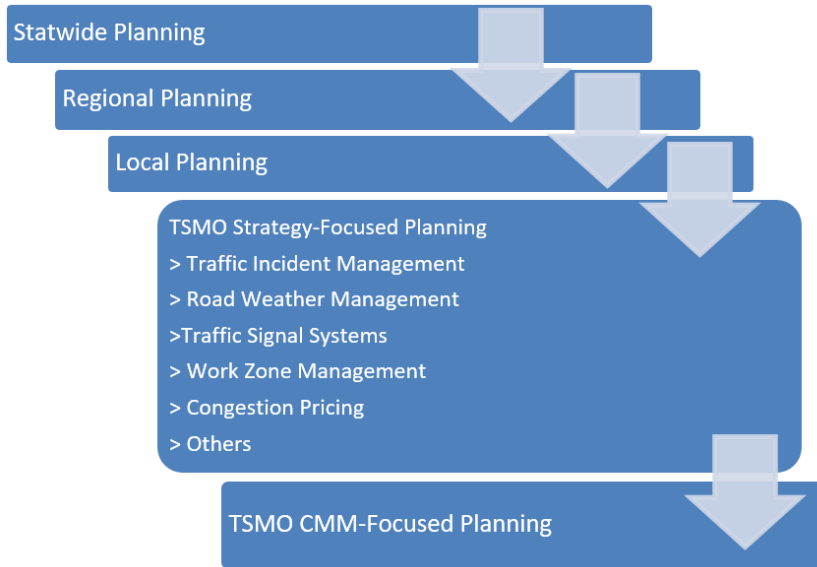 Statwide Planning
Regional Planning
Local Planning
TSMO Strategy-Focused Planning
> Traffic Incident Management
> Road Weather Management
>Traffic Signal Systems
> Work Zone Management
> Congestion Pricing
> Others
TSMO CMM-Focused Planning